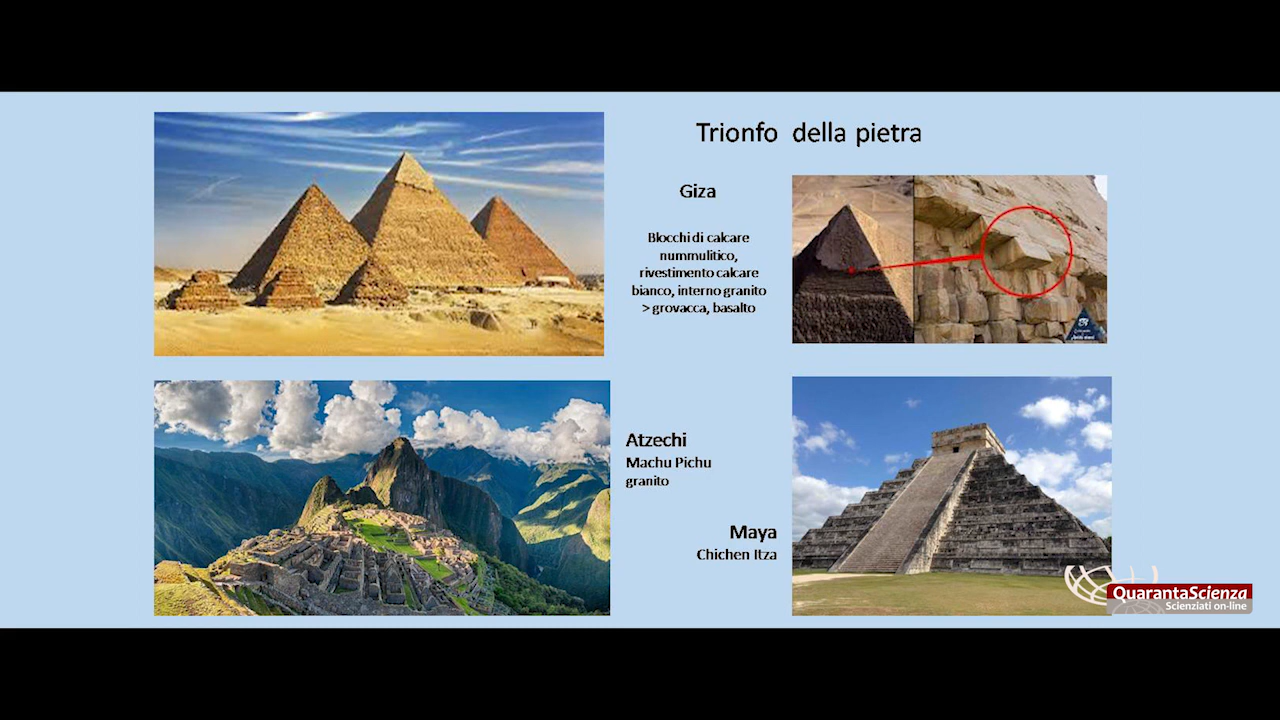 Trionfo della pietra
Giza
Blocchi di calcare
nummulitico,
rivestimento calcare
bianco, interno granito
> grovacca, basalto
Atzechi
Machu Pichu
granito
Maya
Chichen Itza
QuarantaScienza
Scienziati on-line